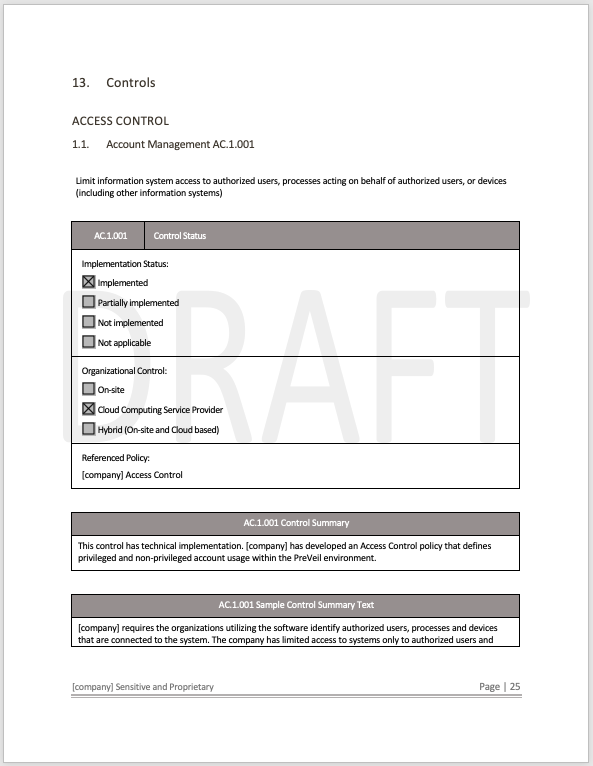 13. Controls
ACCESS CONTROL
1.1. Account Management AC.1.001
Limit information system access to authorized users, processes acting on behalf of authorized users, or devices
(including other information systems)
AC.1.001 Control Status
Implementation Status:
Implemented
Partially implemented
Not implemented
Not applicable
Organizational Control:
On-site
Cloud Computing Service Provider
Hybrid (On-site and Cloud based)
Referenced Policy:
[company] Access Control
DRAFT
AC.1.001 Control Summary
This control has technical implementation. [company] has developed an Access Control policy that defines
privileged and non-privileged account usage within the PreVeil environment.
AC.1.001 Sample Control Summary Text
[company] requires the organizations utilizing the software identify authorized users, processes and devices
that are connected to the system. The company has limited access to systems only to authorized users and
[company] Sensitive and Proprietary Page | 25